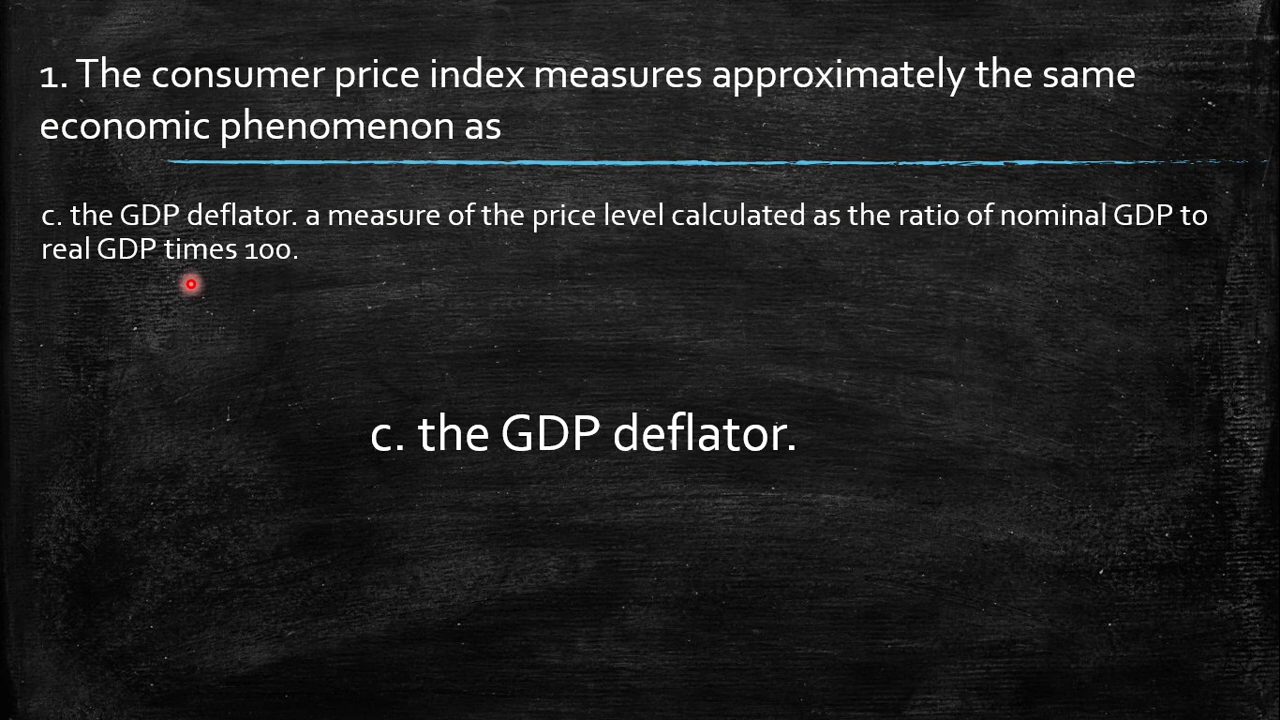 1. The consumer price index measures approximately the same
economic phenomenon as
c. the GDP deflator. a measure of the price level calculated as the ratio of nominal GDP to
real GDP times 100.
c. the GDP deflator.